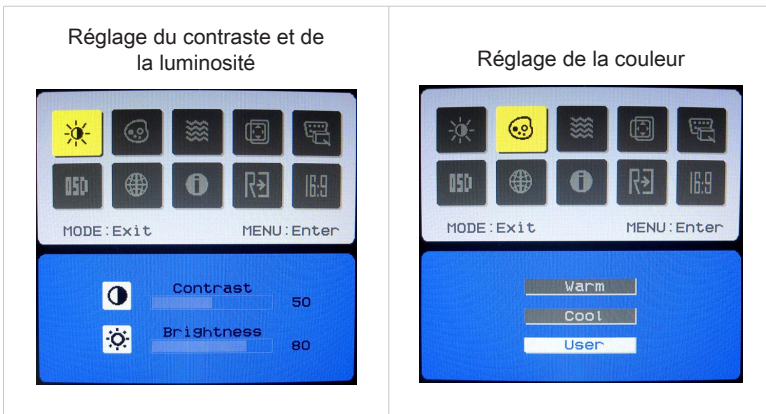 Réglage du contraste et de
la luminosité
OSD
R
16:9
MODE:Exit
MENU:Enter
Contrast
50
Brightness
80
Réglage de la couleur
OSD
R
16:9
MODE:Exit
MENU:Enter
Warm
Cool
User